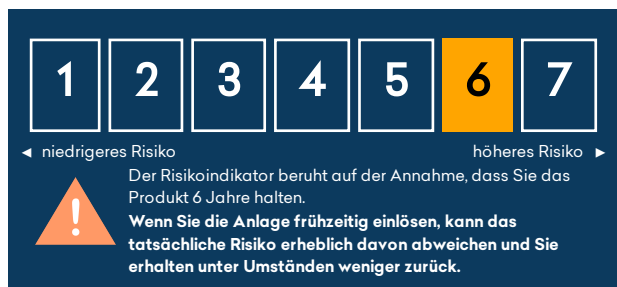 1 2 3 4 5 6 7
◄ niedrigeres Risiko höheres Risiko ►
Der Risikoindikator beruht auf der Annahme, dass Sie das
Produkt 6 Jahre halten.
Wenn Sie die Anlage frühzeitig einlösen, kann das
tatsächliche Risiko erheblich davon abweichen und Sie
erhalten unter Umständen weniger zurück.